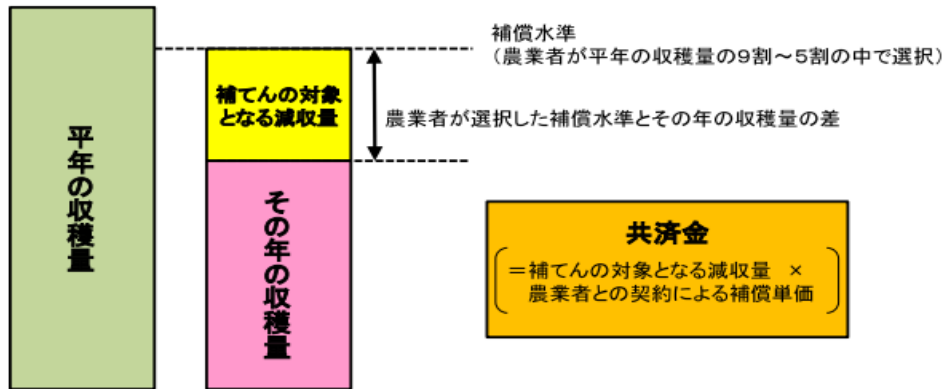 平年の収穫量
補てんの対象
となる減収量
その年の収穫量
補償水準
（農業者が平年の収穫量の9割～5割の中で選択）
農業者が選択した補償水準とその年の収穫量の差
共済金
＝補てんの対象となる減収量　×
農業者との契約による補償単価